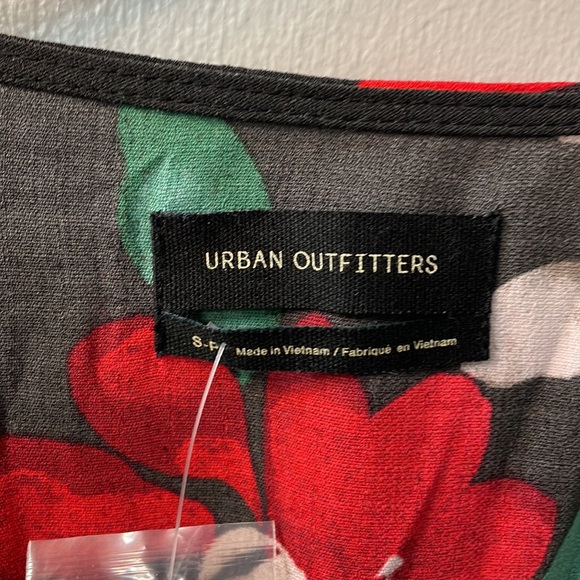 URBAN OUTFITTERS
S-P Made in Vietnam / Fabriqué en Vietnam